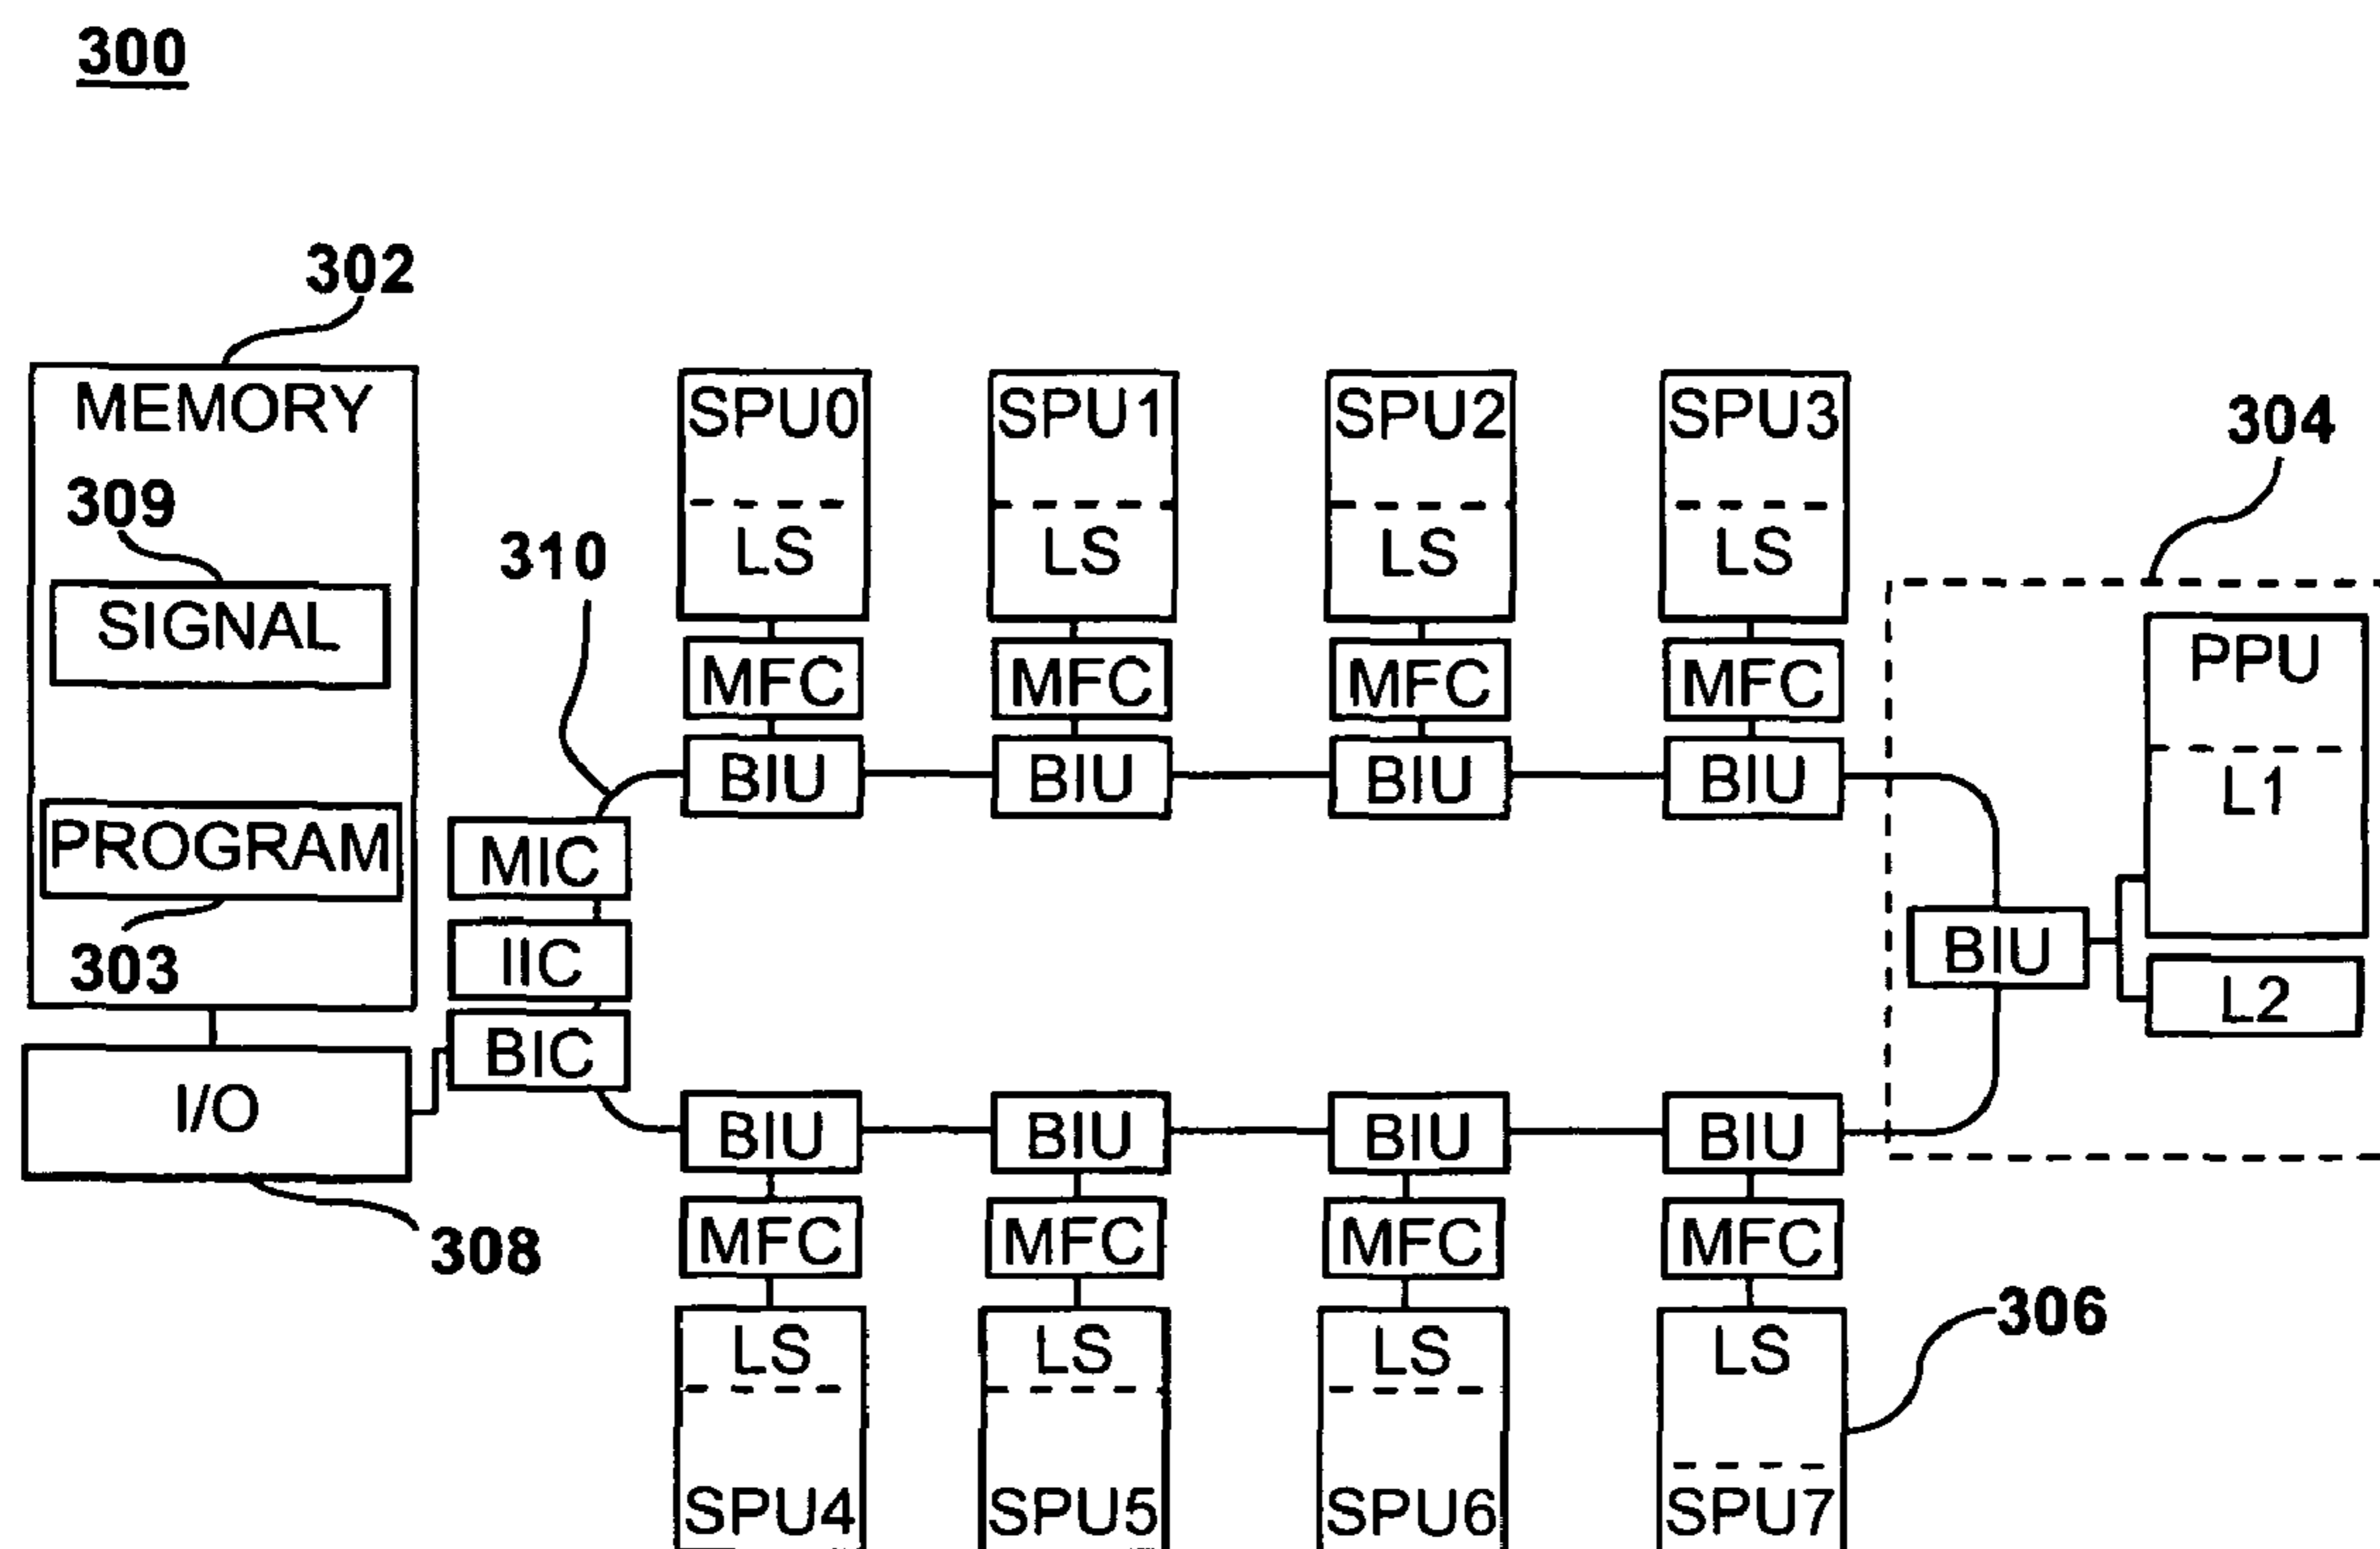 300
302
MEMORY
SPU0
SPU1
SPU2
SPU3
304
309
310
LS
LS
LS
LS
SIGNAL
MFC
MFC
MFC
MFC
PPU
BIU
BIU
BIU
BIU
L1
PROGRAM
MIC
303
IIC
BIU
L2
BIC
I/O
BIU
BIU
BIU
BIU
308
MFC
MFC
MFC
MFC
306
LS
LS
LS
LS
SPU4
SPU5
SPU6
SPU7